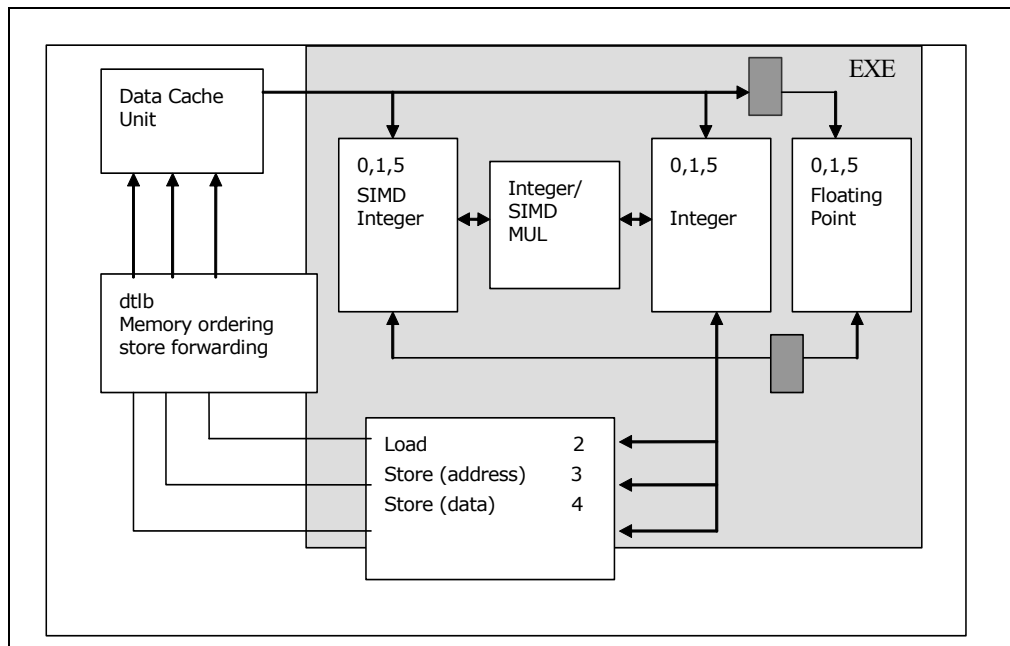 EXE
Data Cache
Unit
0,1,5
SIMD
Integer
Integer/
SIMD
MUL
0,1,5
Integer
0,1,5
Floating
Point
dtlb
Memory ordering
store forwarding
Load 2
Store (address) 3
Store (data) 4